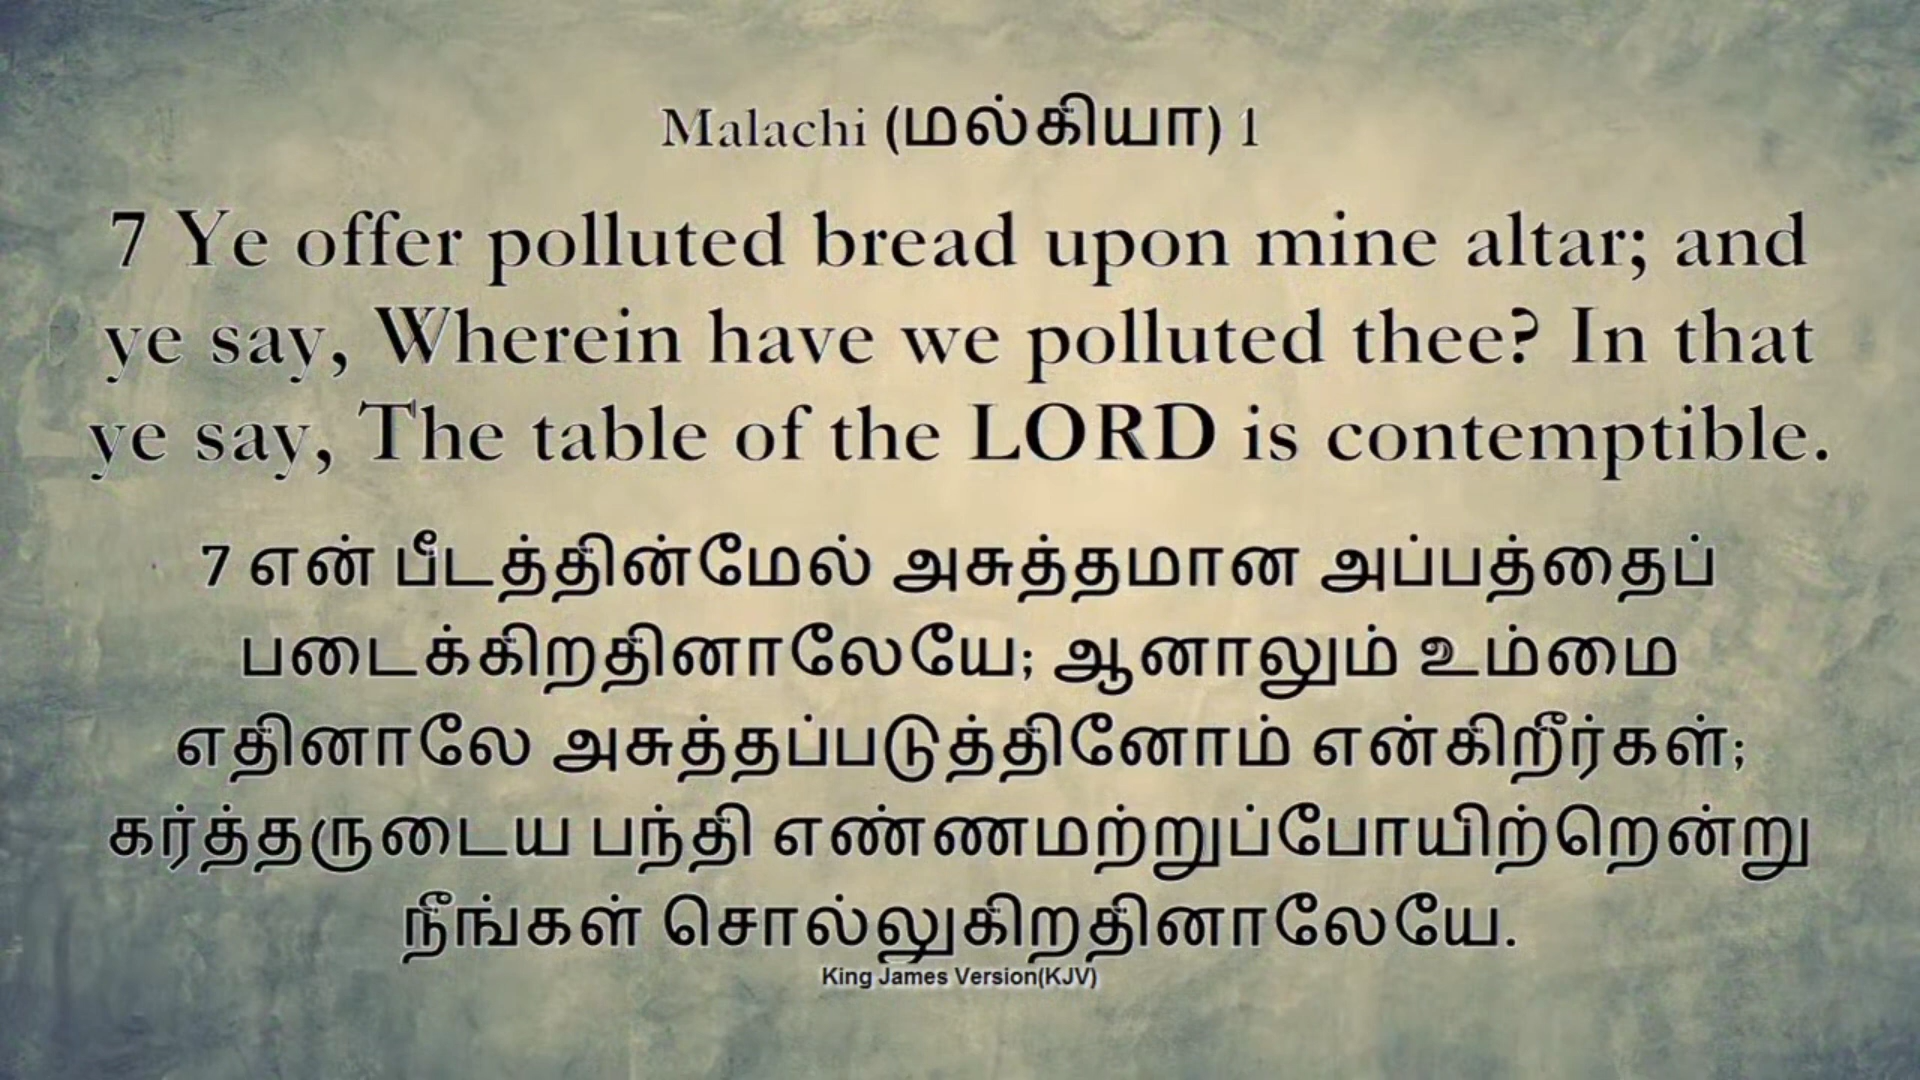 Malachi (மல்கியா) 1
7 Ye offer polluted bread upon mine altar; and
ye say, Wherein have we polluted thee? In that
ye say, The table of the LORD is contemptible.
7 என் பீடத்தின்மேல் அசுத்தமான அப்பத்தைப்
படைக்கிறதினாலேயே; ஆனாலும் உம்மை
எதினாலே அசுத்தப்படுத்தினோம் என்கிறீர்கள்;
கர்த்தருடைய பந்தி எண்ணமற்றுப்போயிற்றென்று
நீங்கள் சொல்லுகிறதினாலேயே.
King James Version(KJV)